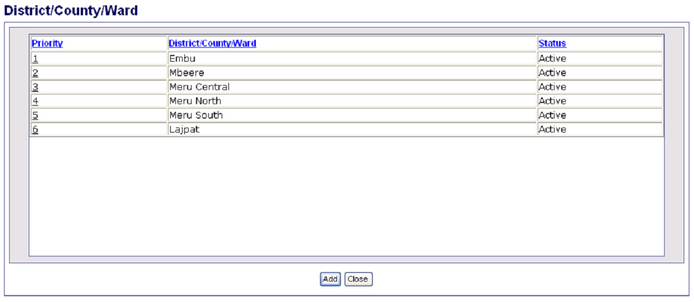 District/County/Ward
Priority District/County/Ward Status
1 Embu Active
2 Mbeere Active
3 Meru Central Active
4 Meru North Active
5 Meru South Active
6 Lajpat Active
Add Close